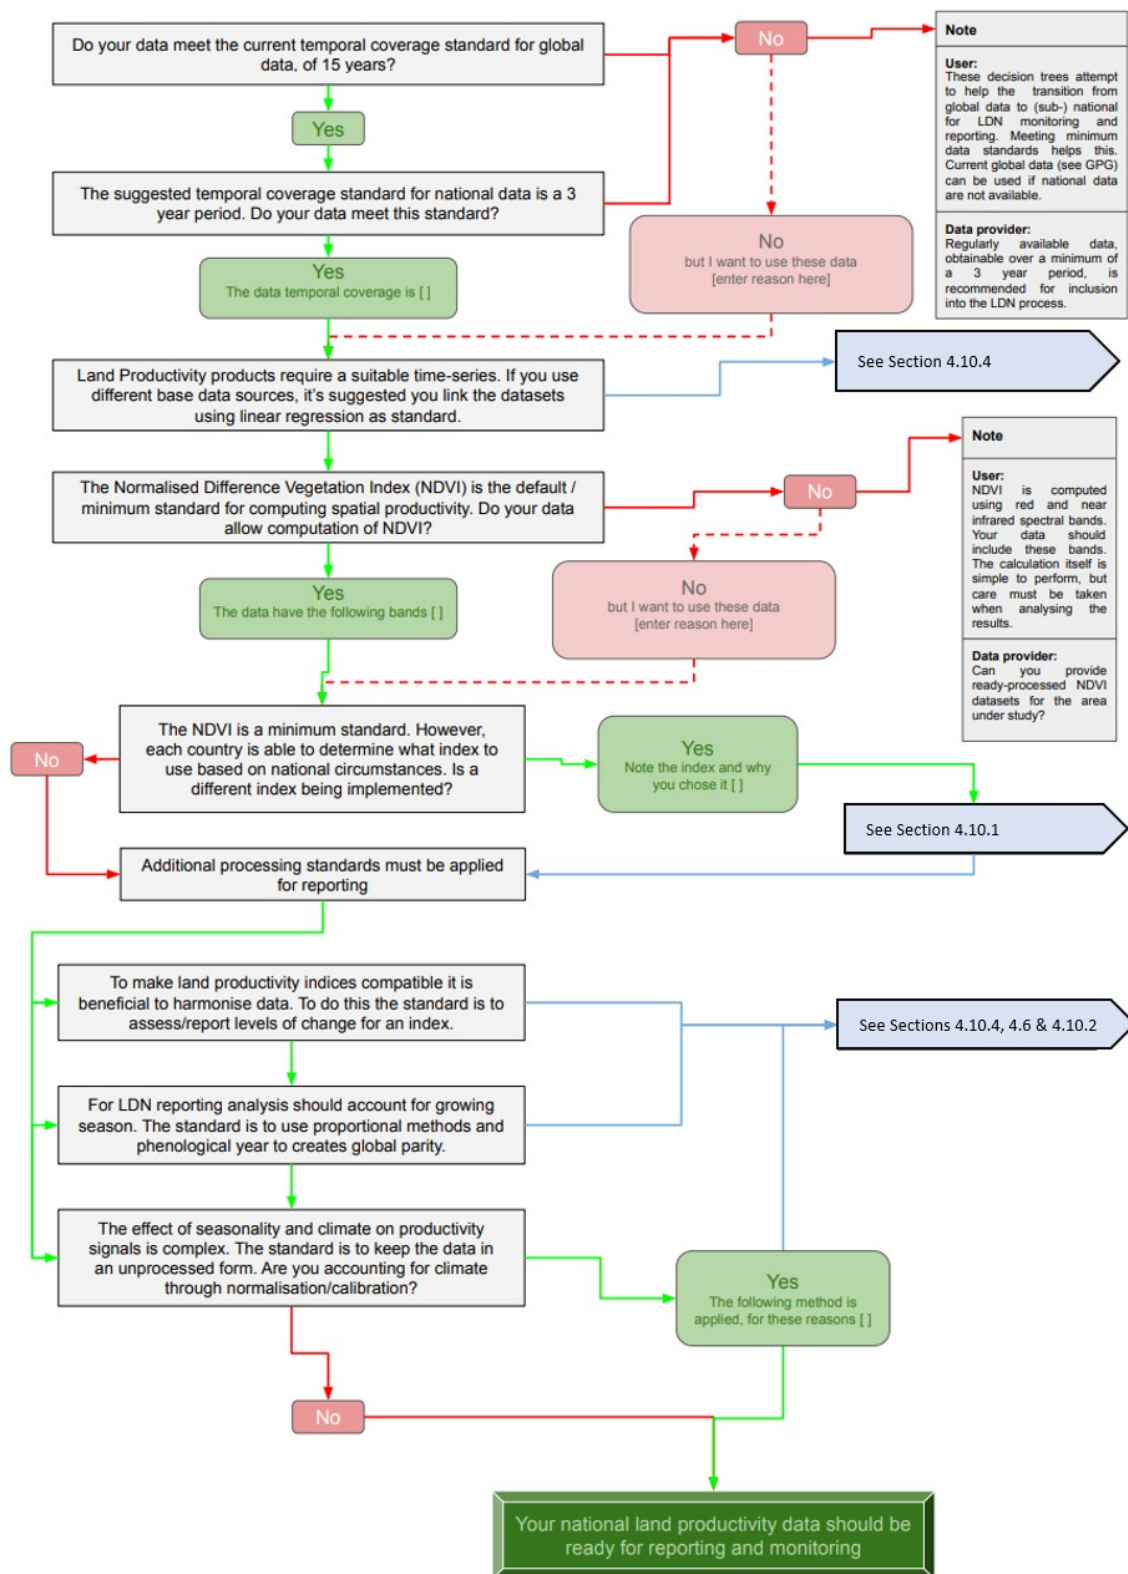 Do your data meet the current temporal coverage standard for global
data, of 15 years?
No
Note
User:
These decision trees attempt
to help the transition from
global data to (sub-) national
for LDN monitoring and
reporting. Meeting minimum
data standards helps this.
Current global data (see GPG)
can be used if national data
are not available.
Data provider:
Regularly available data,
obtainable over a minimum of
a 3 year period, is
recommended for inclusion
into the LDN process.
Yes
The suggested temporal coverage standard for national data is a 3
year period. Do your data meet this standard?
No
but I want to use these data
[enter reason here]
Yes
The data temporal coverage is [ ]
Land Productivity products require a suitable time-series. If you use
different base data sources, it's suggested you link the datasets
using linear regression as standard.
See Section 4.10.4
The Normalised Difference Vegetation Index (NDVI) is the default /
minimum standard for computing spatial productivity. Do your data
allow computation of NDVI?
No
Note
User:
NDVI is computed
using red and near
infrared spectral bands.
Your data should
include these bands.
The calculation itself is
simple to perform, but
care must be taken
when analysing the
results.
Data provider:
Can you provide
ready-processed NDVI
datasets for the area
under study?
Yes
The data have the following bands [ ]
No
but I want to use these data
[enter reason here]
The NDVI is a minimum standard. However,
each country is able to determine what index to
use based on national circumstances. Is a
different index being implemented?
No
Yes
Note the index and why
you chose it [ ]
See Section 4.10.1
Additional processing standards must be applied
for reporting
To make land productivity indices compatible it is
beneficial to harmonise data. To do this the standard is to
assess/report levels of change for an index.
See Sections 4.10.4, 4.6 & 4.10.2
For LDN reporting analysis should account for growing
season. The standard is to use proportional methods and
phenological year to creates global parity.
The effect of seasonality and climate on productivity
signals is complex. The standard is to keep the data in
an unprocessed form. Are you accounting for climate
through normalisation/calibration?
Yes
The following method is
applied, for these reasons [ ]
No
Your national land productivity data should be
ready for reporting and monitoring